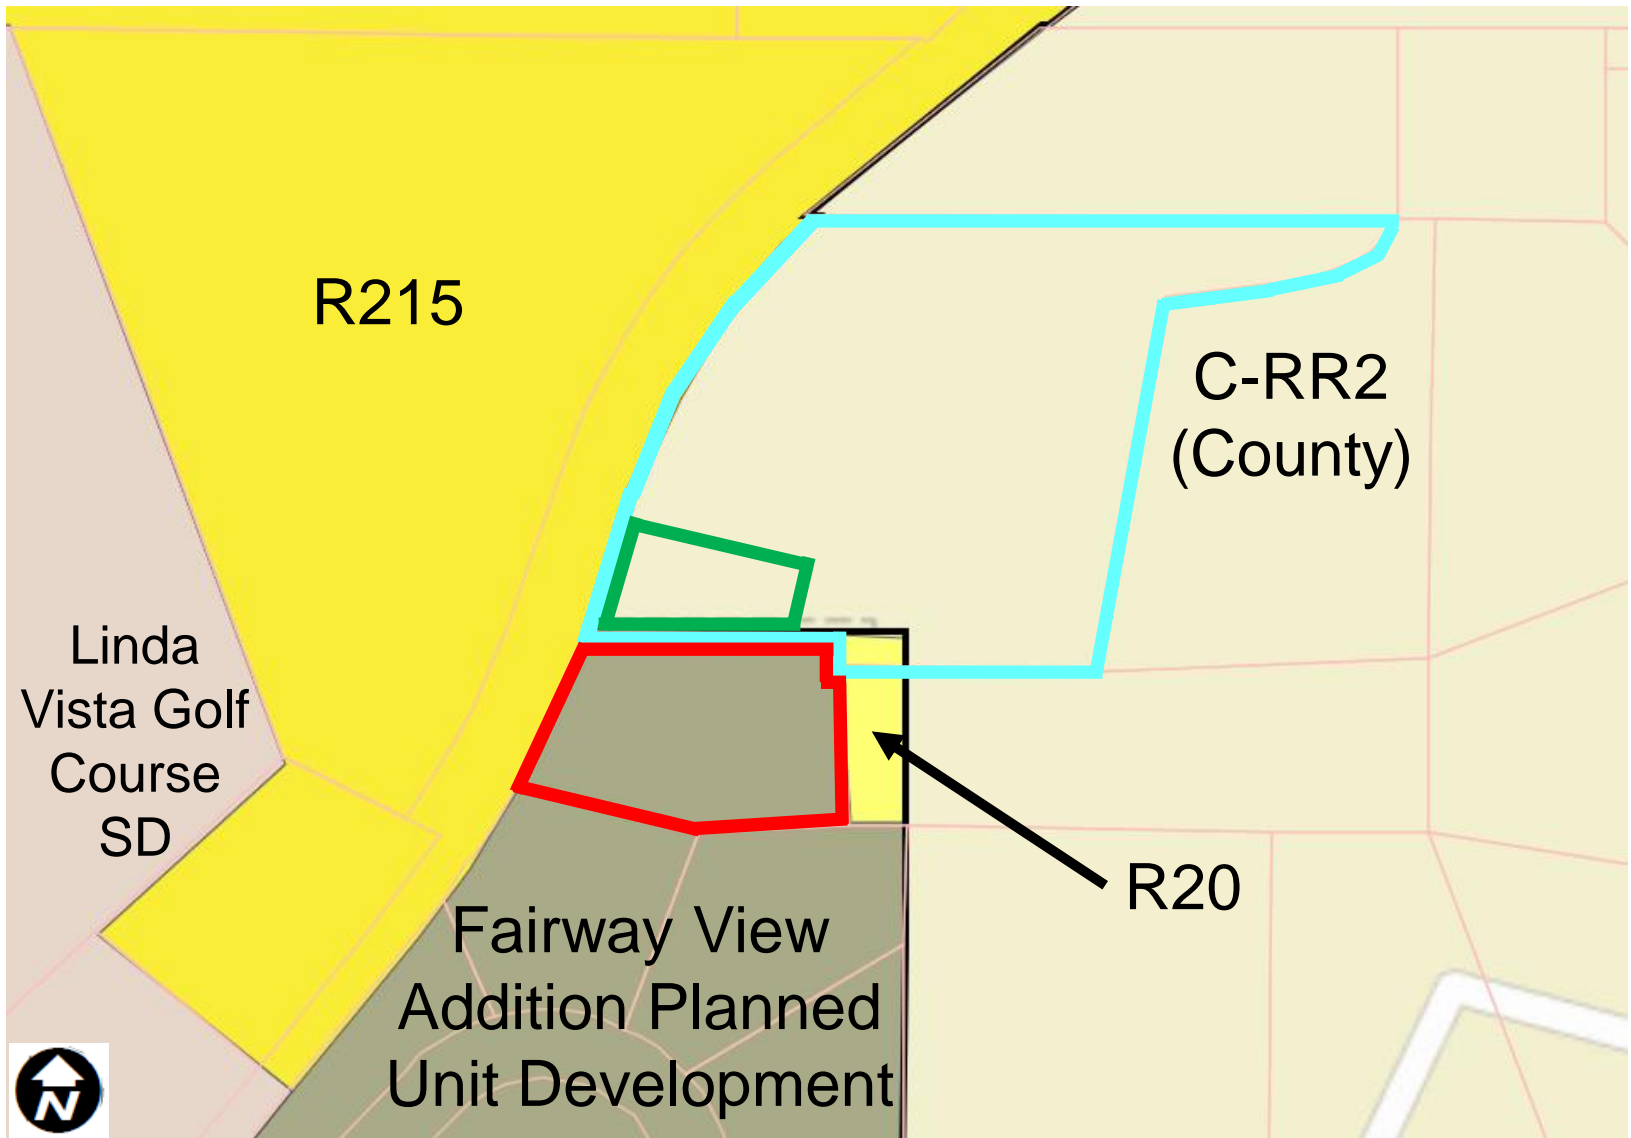 R215
C-RR2
(County)
Linda
Vista Golf
Course
SD
R20
Fairway View
Addition Planned
Unit Development
N